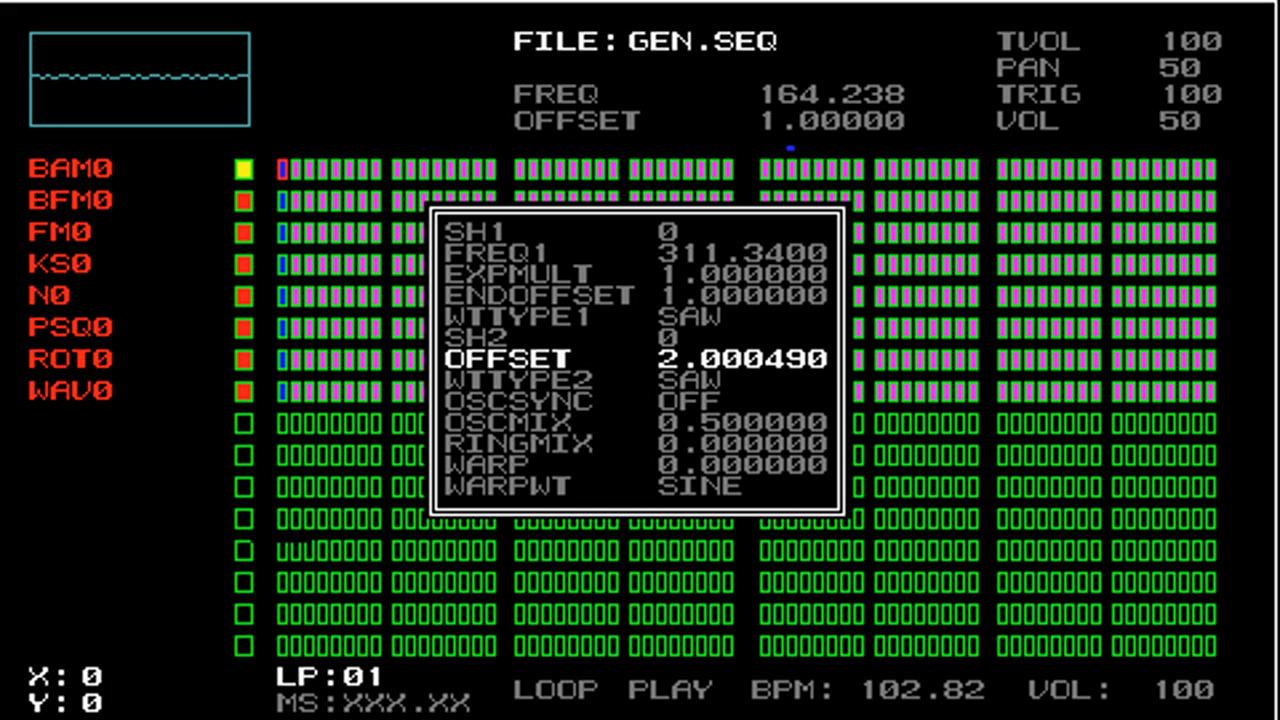 FILE:GEN.SEQ
TVOL 100
PAN 50
FREQ 164.238
TRIG 100
OFFSET 1.00000
VOL 50
BAM0
BFM0
FM0
KS0
N0
PSQ0
ROT0
WAV0
SH1 0
FREQ1 311.3400
EXPMULT 1.000000
ENDOFFSET 1.000000
WTTYPE1 SAW
SH2 0
OFFSET 2.000490
WTTYPE2 SAW
OSCSYNC OFF
OSCMIX 0.500000
RINGMIX 0.000000
WARP 0.000000
WARPWT SINE
X: 0
Y: 0
LP:01
MS:XXX.XX
LOOP PLAY BPM: 102.82 VOL: 100